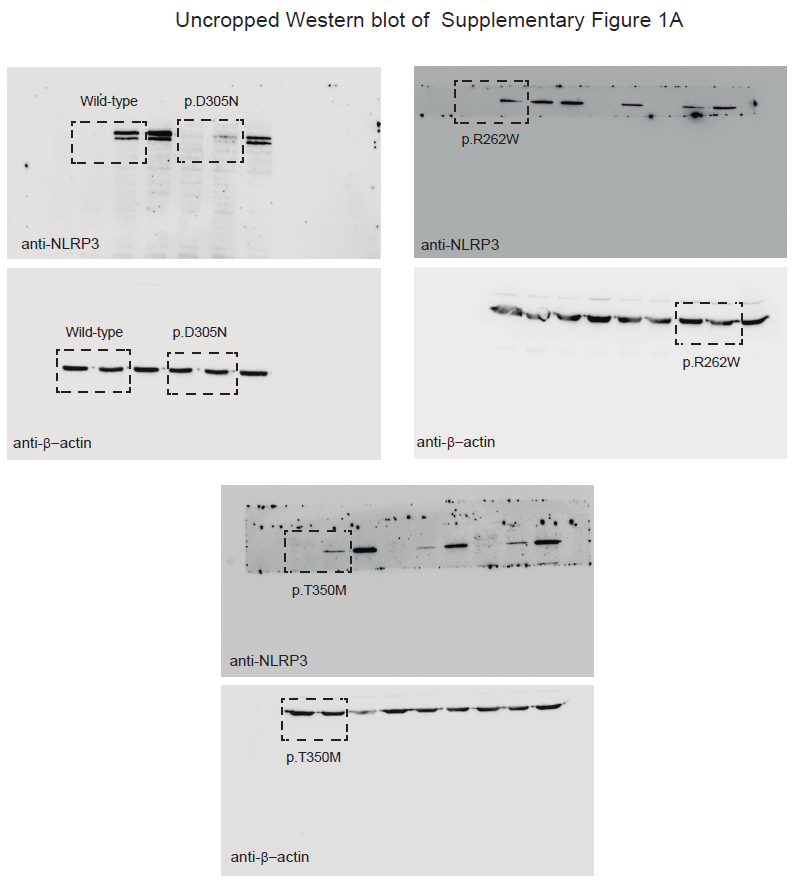 Uncropped Western blot of Supplementary Figure 1A
Wild-type
p.D305N
anti-NLRP3
p.R262W
anti-NLRP3
Wild-type
p.D305N
anti-β−actin
p.R262W
anti-β−actin
p.T350M
anti-NLRP3
p.T350M
anti-β−actin